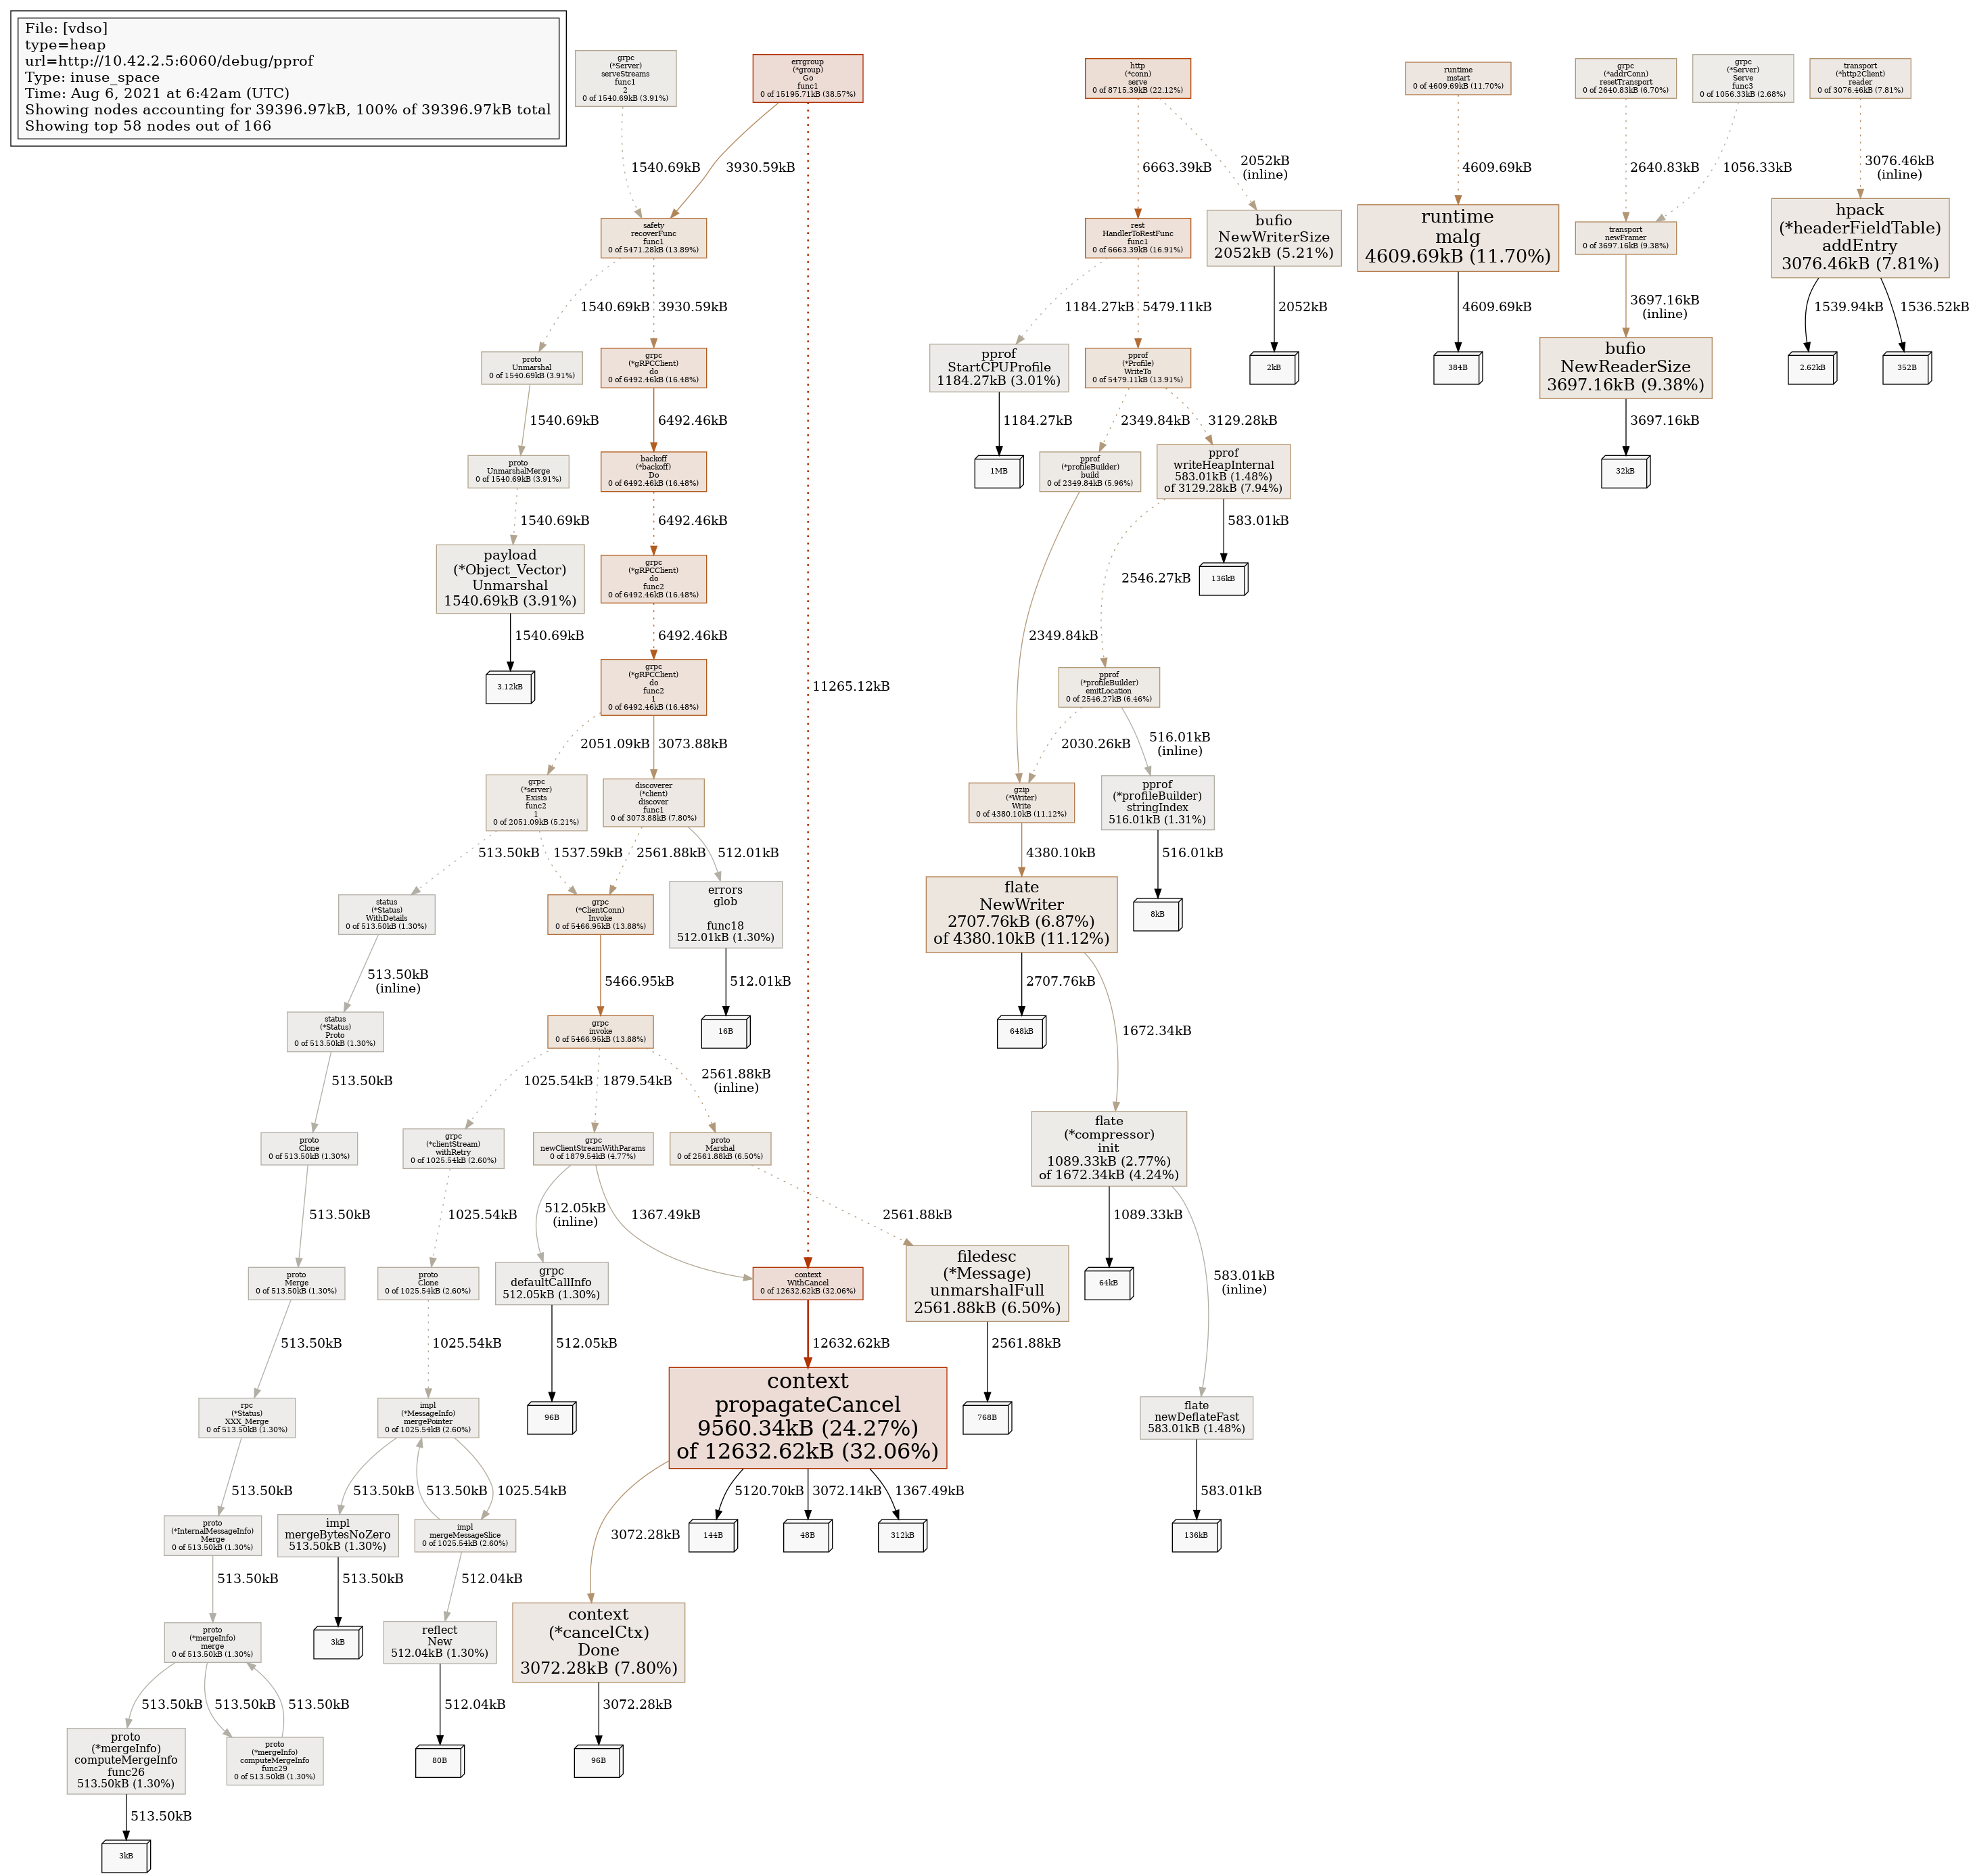 File: [vdso]
type=heap
url=http://10.42.2.5:6060/debug/pprof
Type: inuse_space
Time: Aug 6, 2021 at 6:42am (UTC)
Showing nodes accounting for 39396.97kB, 100% of 39396.97kB total
Showing top 58 nodes out of 166
grpc
(*Server)
serveStreams
func1
2
0 of 1540.69kB (3.91%)
errgroup
(*group)
Go
func1
0 of 15195.71kB (38.57%)
http
(*conn)
serve
0 of 8715.39kB (22.12%)
runtime
mstart
0 of 4609.69kB (11.70%)
grpc
(*addrConn)
resetTransport
0 of 2640.83kB (6.70%)
grpc
(*Server)
Serve
func3
0 of 1056.33kB (2.68%)
transport
(*http2Client)
reader
0 of 3076.46kB (7.81%)
1540.69kB
3930.59kB
6663.39kB
2052kB
(inline)
4609.69kB
2640.83kB
1056.33kB
3076.46kB
(inline)
safety
recoverFunc
func1
0 of 5471.28kB (13.89%)
rest
HandlerToRestFunc
func1
0 of 6663.39kB (16.91%)
bufio
NewWriterSize
2052kB (5.21%)
runtime
malg
4609.69kB (11.70%)
transport
newFramer
0 of 3697.16kB (9.38%)
hpack
(*headerFieldTable)
addEntry
3076.46kB (7.81%)
1540.69kB
3930.59kB
1184.27kB
5479.11kB
2052kB
4609.69kB
3697.16kB
(inline)
1539.94kB
1536.52kB
proto
Unmarshal
0 of 1540.69kB (3.91%)
grpc
(*gRPCClient)
do
0 of 6492.46kB (16.48%)
pprof
StartCPUProfile
1184.27kB (3.01%)
pprof
(*Profile)
WriteTo
0 of 5479.11kB (13.91%)
2kB
384B
bufio
NewReaderSize
3697.16kB (9.38%)
2.62kB
352B
1540.69kB
6492.46kB
1184.27kB
2349.84kB
3129.28kB
3697.16kB
proto
UnmarshalMerge
0 of 1540.69kB (3.91%)
backoff
(*backoff)
Do
0 of 6492.46kB (16.48%)
1MB
pprof
(*profileBuilder)
build
0 of 2349.84kB (5.96%)
pprof
writeHeapInternal
583.01kB (1.48%)
of 3129.28kB (7.94%)
32kB
1540.69kB
6492.46kB
583.01kB
payload
(*Object_Vector)
Unmarshal
1540.69kB (3.91%)
grpc
(*gRPCClient)
do
func2
0 of 6492.46kB (16.48%)
2546.27kB
136kB
1540.69kB
6492.46kB
2349.84kB
3.12kB
grpc
(*gRPCClient)
do
func2
1
0 of 6492.46kB (16.48%)
11265.12kB
pprof
(*profileBuilder)
emitLocation
0 of 2546.27kB (6.46%)
2051.09kB
3073.88kB
2030.26kB
516.01kB
(inline)
grpc
(*server)
Exists
func2
1
0 of 2051.09kB (5.21%)
discoverer
(*client)
discover
func1
0 of 3073.88kB (7.80%)
gzip
(*Writer)
Write
0 of 4380.10kB (11.12%)
pprof
(*profileBuilder)
stringIndex
516.01kB (1.31%)
513.50kB
1537.59kB
2561.88kB
512.01kB
4380.10kB
516.01kB
status
(*Status)
WithDetails
0 of 513.50kB (1.30%)
grpc
(*ClientConn)
Invoke
0 of 5466.95kB (13.88%)
errors
glob
func18
512.01kB (1.30%)
flate
NewWriter
2707.76kB (6.87%)
of 4380.10kB (11.12%)
8kB
513.50kB
(inline)
5466.95kB
512.01kB
2707.76kB
1672.34kB
status
(*Status)
Proto
0 of 513.50kB (1.30%)
grpc
invoke
0 of 5466.95kB (13.88%)
16B
648kB
513.50kB
1025.54kB
1879.54kB
2561.88kB
(inline)
proto
Clone
0 of 513.50kB (1.30%)
grpc
(*clientStream)
withRetry
0 of 1025.54kB (2.60%)
grpc
newClientStreamWithParams
0 of 1879.54kB (4.77%)
proto
Marshal
0 of 2561.88kB (6.50%)
flate
(*compressor)
init
1089.33kB (2.77%)
of 1672.34kB (4.24%)
513.50kB
1025.54kB
512.05kB
(inline)
1367.49kB
2561.88kB
1089.33kB
583.01kB
(inline)
proto
Merge
0 of 513.50kB (1.30%)
proto
Clone
0 of 1025.54kB (2.60%)
grpc
defaultCallInfo
512.05kB (1.30%)
context
WithCancel
0 of 12632.62kB (32.06%)
filedesc
(*Message)
unmarshalFull
2561.88kB (6.50%)
64kB
513.50kB
1025.54kB
512.05kB
12632.62kB
2561.88kB
rpc
(*Status)
XXX_Merge
0 of 513.50kB (1.30%)
impl
(*MessageInfo)
mergePointer
0 of 1025.54kB (2.60%)
96B
context
propagateCancel
9560.34kB (24.27%)
of 12632.62kB (32.06%)
768B
flate
newDeflateFast
583.01kB (1.48%)
513.50kB
513.50kB
513.50kB
1025.54kB
5120.70kB
3072.14kB
1367.49kB
583.01kB
proto
(*InternalMessageInfo)
Merge
0 of 513.50kB (1.30%)
impl
mergeBytesNoZero
513.50kB (1.30%)
impl
mergeMessageSlice
0 of 1025.54kB (2.60%)
3072.28kB
144B
48B
312kB
136kB
513.50kB
513.50kB
512.04kB
proto
(*mergeInfo)
merge
0 of 513.50kB (1.30%)
3kB
reflect
New
512.04kB (1.30%)
context
(*cancelCtx)
Done
3072.28kB (7.80%)
513.50kB
513.50kB
513.50kB
512.04kB
3072.28kB
proto
(*mergeInfo)
computeMergeInfo
func26
513.50kB (1.30%)
proto
(*mergeInfo)
computeMergeInfo
func29
0 of 513.50kB (1.30%)
80B
96B
513.50kB
3kB